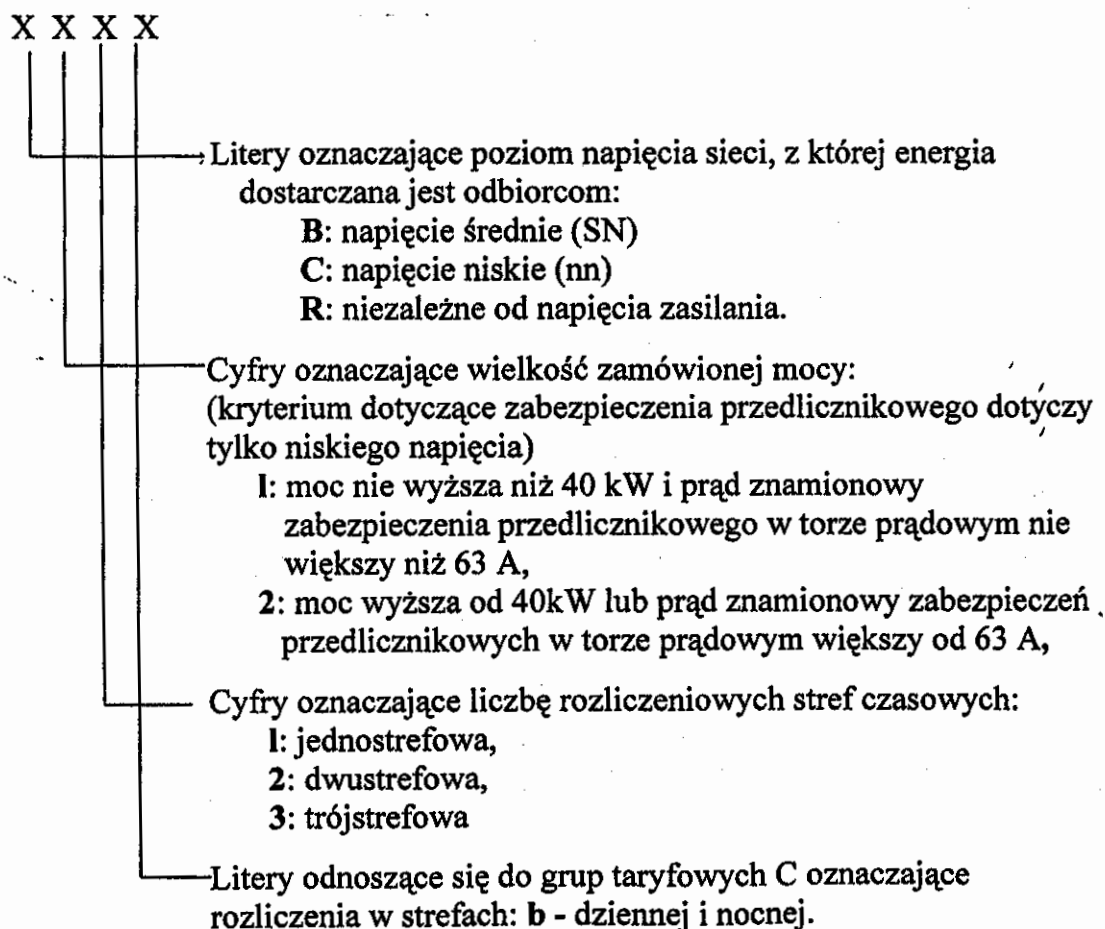 X X X X
Litery oznaczające poziom napięcia sieci, z której energia
dostarczana jest odbiorcom:
B: napięcie średnie (SN)
C: napięcie niskie (nn)
R: niezależne od napięcia zasilania.
Cyfry oznaczające wielkość zamówionej mocy:
(kryterium dotyczące zabezpieczenia przedlicznikowego dotyczy
tylko niskiego napięcia)
1: moc nie wyższa niż 40 kW i prąd znamionowy
zabezpieczenia przedlicznikowego w torze prądowym nie
większy niż 63 A,
2: moc wyższa od 40kW lub prąd znamionowy zabezpieczeń
przedlicznikowych w torze prądowym większy od 63 A,
Cyfry oznaczające liczbę rozliczeniowych stref czasowych:
1: jednostrefowa,
2: dwustrefowa,
3: trójstrefowa
Litery odnoszące się do grup taryfowych C oznaczające
rozliczenia w strefach: b - dziennej i nocnej.